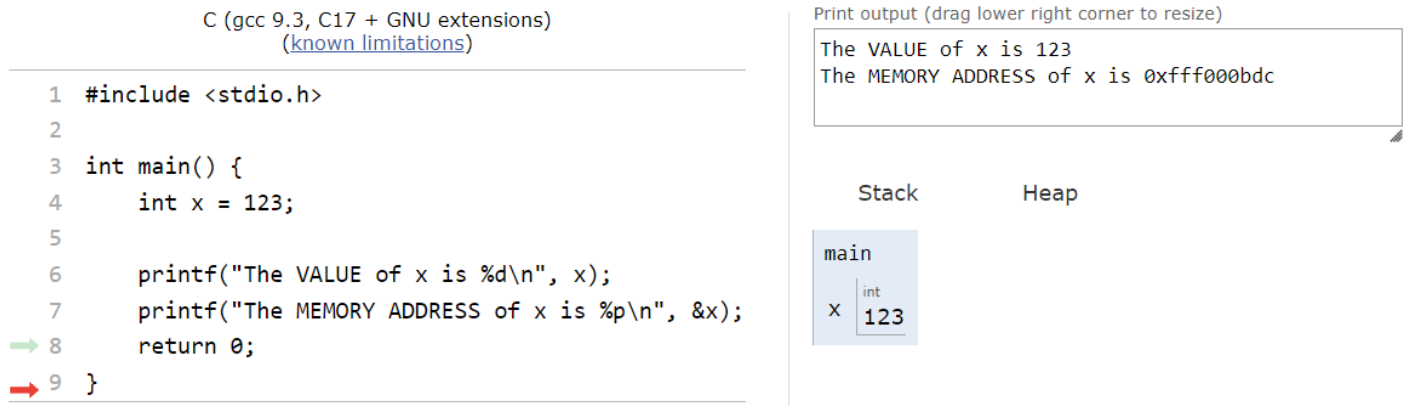 C (gcc 9.3, C17 + GNU extensions)
(known limitations)
1 #include <stdio.h>
2
3 int main() {
4     int x = 123;
5
6     printf("The VALUE of x is %d\n", x);
7     printf("The MEMORY ADDRESS of x is %p\n", &x);
8     return 0;
9 }
Print output (drag lower right corner to resize)
The VALUE of x is 123
The MEMORY ADDRESS of x is 0xfff000bdc
Stack Heap
main
int
x 123